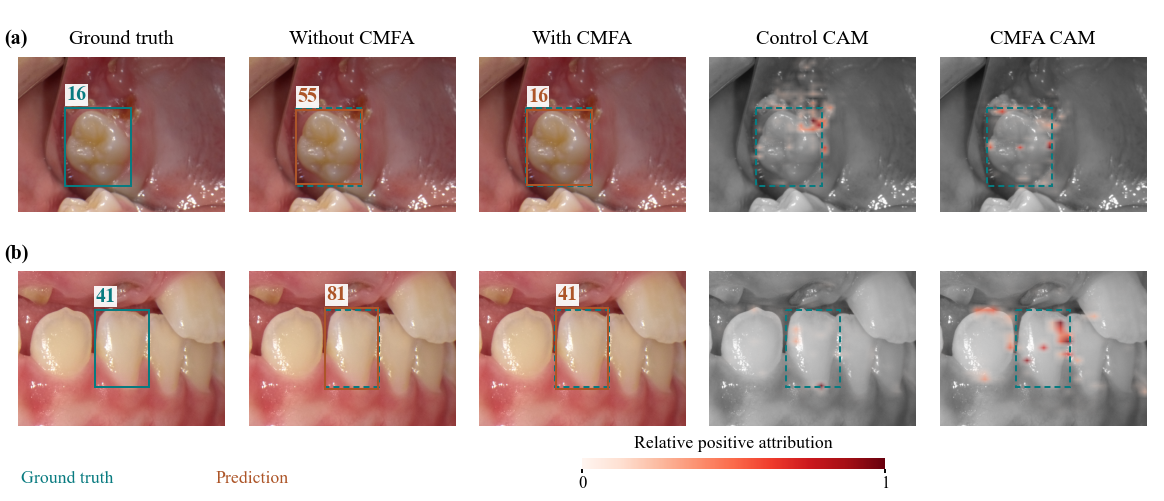 (a) Ground truth Without CMFA With CMFA Control CAM CMFA CAM
16 55 16
(b)
41 81 41
Relative positive attribution
Ground truth Prediction
0 1